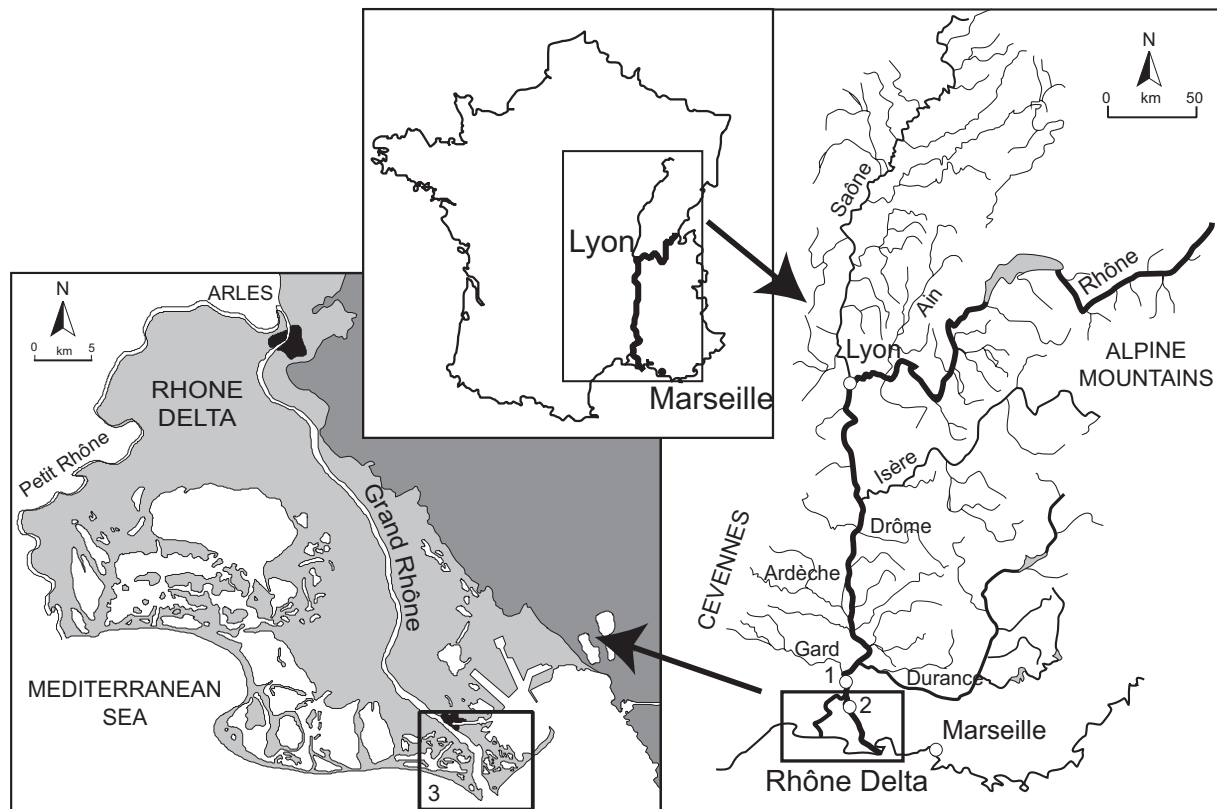 N
0 km 5
ARLES
RHONE
DELTA
Petit Rhône
Grand Rhône
MEDITERRANEAN
SEA
3
Lyon
Marseille
N
0 km 50
Saône
Ain
Rhône
Lyon
ALPINE
MOUNTAINS
Isère
Drôme
CEVENNES
Ardèche
Gard
1
Durance
2
Marseille
Rhône Delta